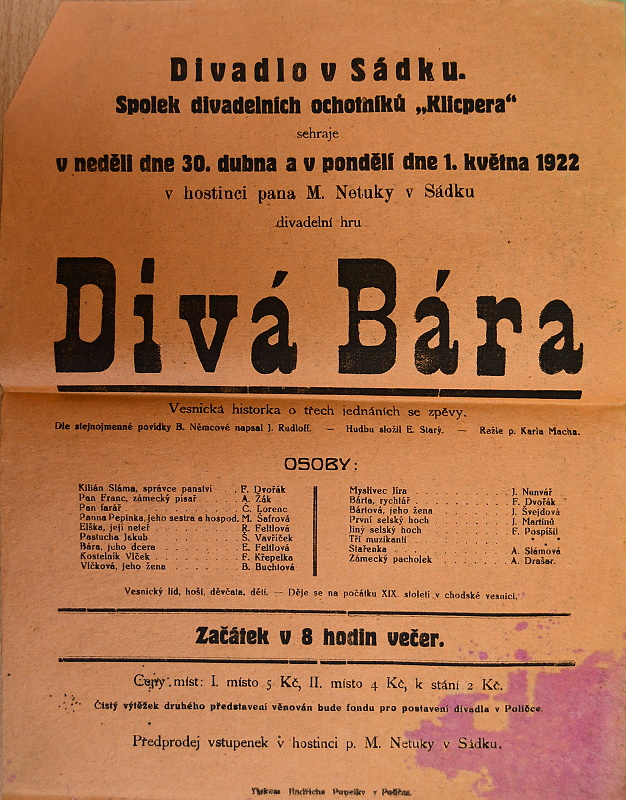 Divadlo v Sádku.
Spolek divadelních ochotníků „Klicpera"
sehraje
v neděli dne 30. dubna a v pondělí dne 1. května 1922
v hostinci pana M. Netuky v Sádku
divadelní hru
Divá Bára
Vesnická historka o třech jednáních se zpěvy.
Dle stejnojmenné povídky B. Němcové napsal J. Rudloff. — Hudbu složil E. Starý. — Režie p. Karla Macha.
OSOBY:
Kilián Sláma, správce panství . . F. Dvořák
Pan Franc, zámecký písař . . . A. Žák
Pan farář . . . . . . . Č. Lorenc
Panna Pepinka, jeho sestra a hospod. M. Šafrová
Elška, její neteř . . . . . R. Feltlová
Pastucha Jakub . . . . . S. Vavříček
Bára, jeho dcera . . . . . E. Feltlová
Kostelník Vlček . . . . . F. Křepelka
Vlčková, jeho žena . . . . . B. Buchtová
Myslivec Jíra . . . . . . J. Nunvář
Bárta, rychtář . . . . . . F. Dvořák
Bártová, jeho žena . . . . . J. Švejdová
První selský hoch . . . . . J. Martinů
Jiný selský hoch . . . . . F. Pospíšil
Tři muzikanti . . . . . .
Stařenka . . . . . . . A. Slámová
Zámecký pacholek . . . . . A. Drašar.
Vesnický lid, hoši, děvčata, děti. — Děje se na počátku XIX. století v chodské vesnici.
Začátek v 8 hodin večer.
Ceny míst: I. místo 5 Kč, II. místo 4 Kč, k stání 2 Kč.
Čistý výtěžek druhého představení věnován bude fondu pro postavení divadla v Poličce.
Předprodej vstupenek v hostinci p. M. Netuky v Sádku.
Tiskem Jindřicha Popelky v Poličce.